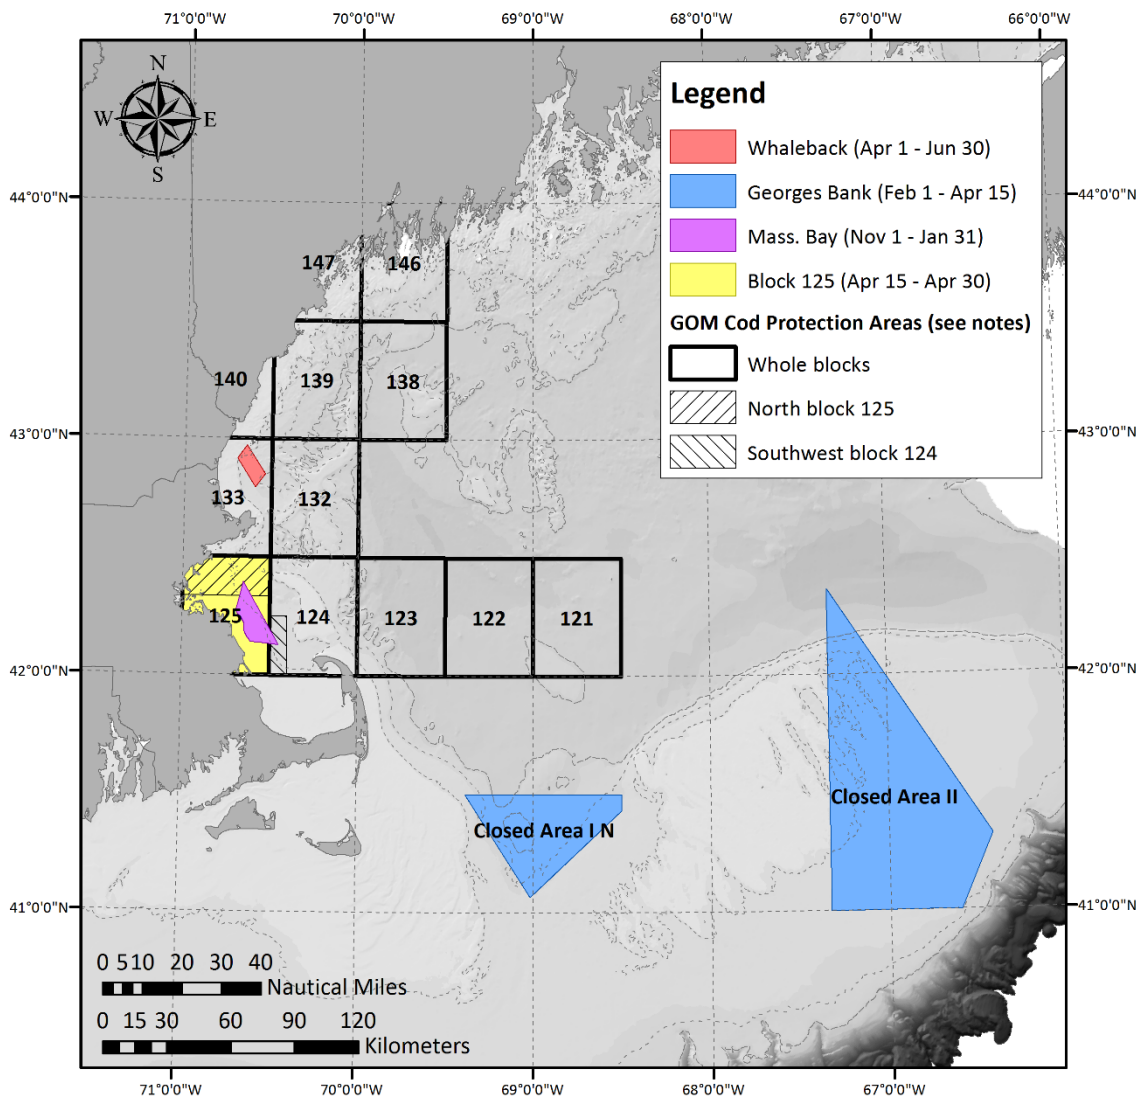 71°0'0"W 70°0'0"W 69°0'0"W 68°0'0"W 67°0'0"W 66°0'0"W
N
W E
S
Legend
Whaleback (Apr 1 - Jun 30)
Georges Bank (Feb 1 - Apr 15)
Mass. Bay (Nov 1 - Jan 31)
Block 125 (Apr 15 - Apr 30)
GOM Cod Protection Areas (see notes)
Whole blocks
North block 125
Southwest block 124
44°0'0"N 44°0'0"N
147 146
140 139 138
43°0'0"N 43°0'0"N
133 132
125 124 123 122 121
42°0'0"N 42°0'0"N
Closed Area II
Closed Area I N
41°0'0"N 41°0'0"N
0 5 10 20 30 40
Nautical Miles
0 15 30 60 90 120
Kilometers
71°0'0"W 70°0'0"W 69°0'0"W 68°0'0"W 67°0'0"W